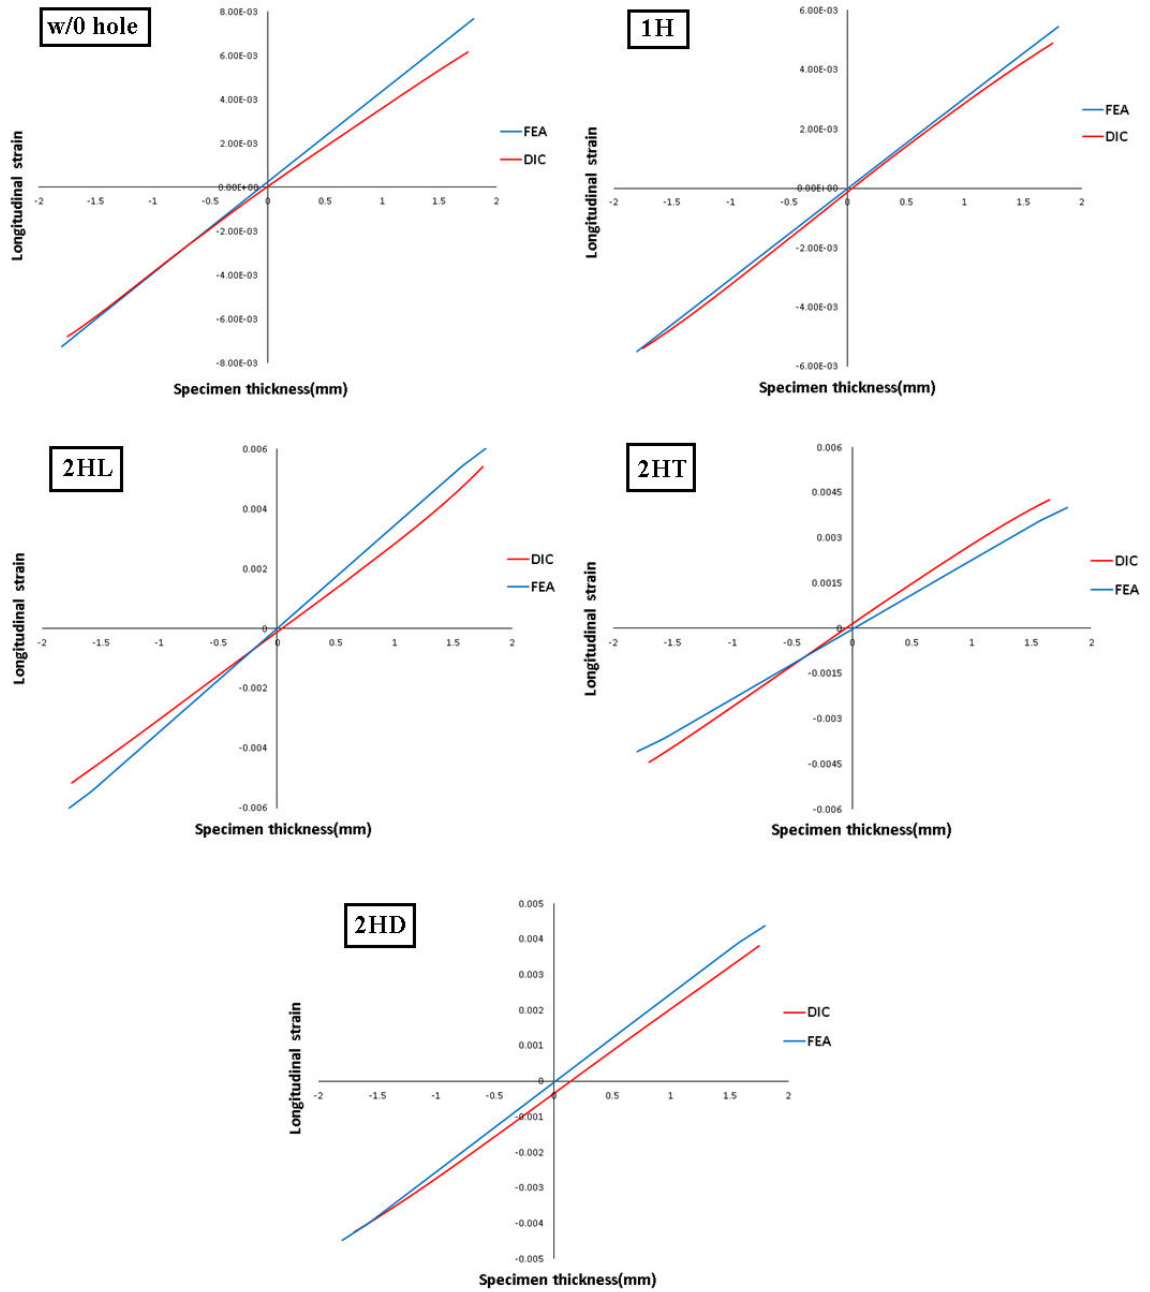 w/0 hole
8.00E-03
6.00E-03
4.00E-03
2.00E-03
0.00E+00
-2.00E-03
-4.00E-03
-6.00E-03
-8.00E-03
-2
-1.5
-1
-0.5
0
0.5
1
1.5
2
Longitudinal strain
Specimen thickness(mm)
FEA
DIC
1H
6.00E-03
4.00E-03
2.00E-03
0.00E+00
-2.00E-03
-4.00E-03
-6.00E-03
-2
-1.5
-1
-0.5
0
0.5
1
1.5
2
Longitudinal strain
Specimen thickness(mm)
FEA
DIC
2HL
0.006
0.004
0.002
0
-0.002
-0.004
-0.006
-2
-1.5
-1
-0.5
0
0.5
1
1.5
2
Longitudinal strain
Specimen thickness(mm)
DIC
FEA
2HT
0.006
0.0045
0.003
0.0015
0
-0.0015
-0.003
-0.0045
-0.006
-2
-1.5
-1
-0.5
0
0.5
1
1.5
2
Longitudinal strain
Specimen thickness(mm)
DIC
FEA
2HD
0.005
0.004
0.003
0.002
0.001
0
-0.001
-0.002
-0.003
-0.004
-0.005
-2
-1.5
-1
-0.5
0
0.5
1
1.5
2
Longitudinal strain
Specimen thickness(mm)
DIC
FEA